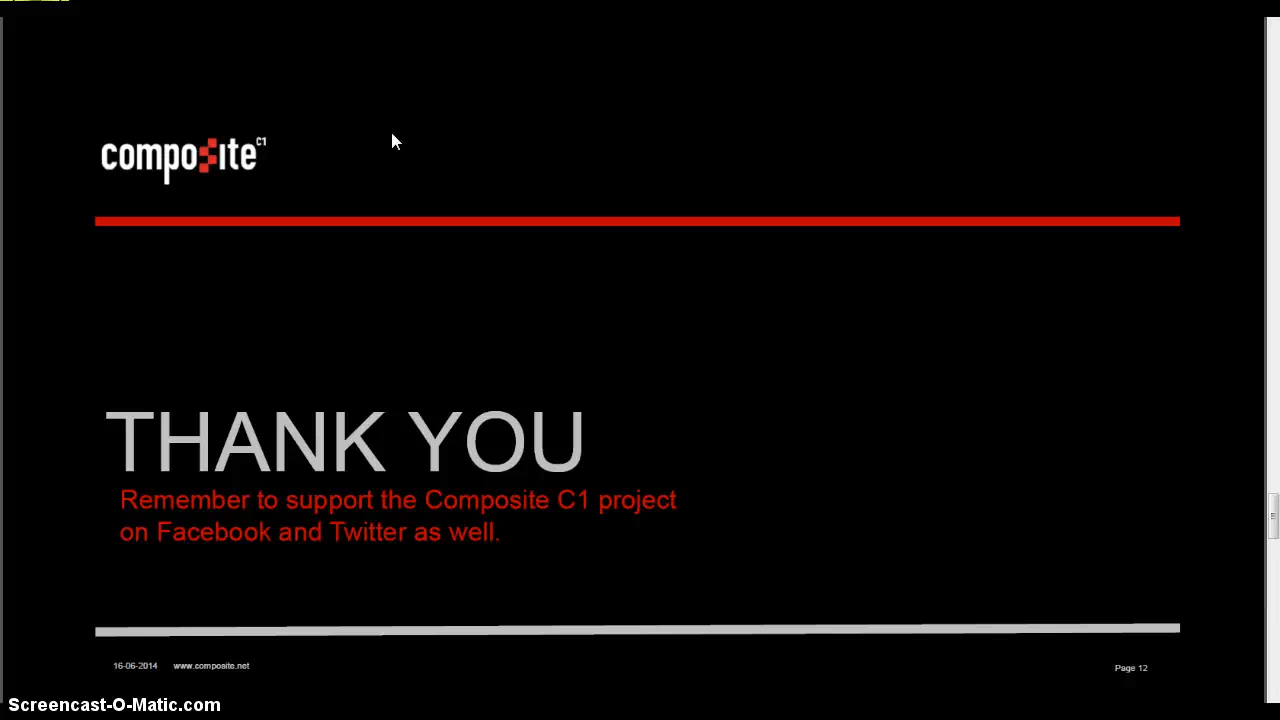 composite C1
THANK YOU
Remember to support the Composite C1 project
on Facebook and Twitter as well.
16-06-2014 www.composite.net
Page 12
Screencast-O-Matic.com